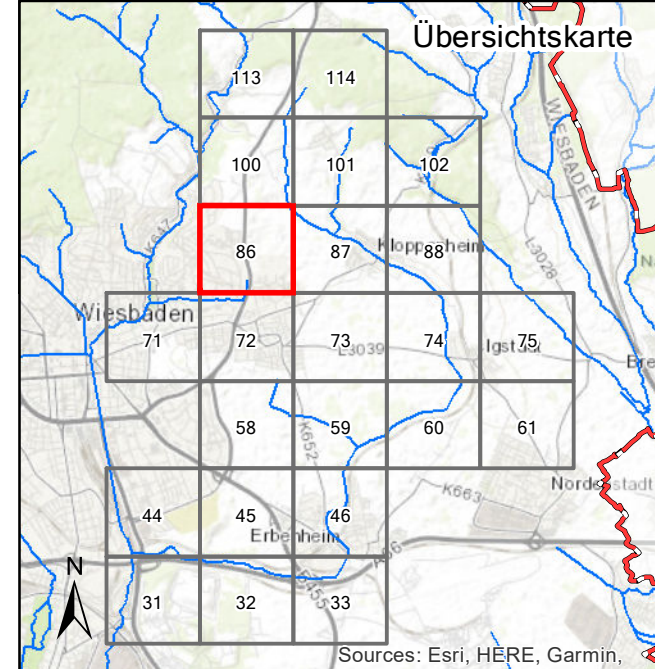 Übersichtskarte
113 114
WIESBADEN
100 101 102
K647
86 87 Kloppenheim 88
L3028
Wiesbaden
71 72 73 74 Igstadt 75
L3039
Bre
58 59 60 61
K652
Nordenstadt
K663
44 45 46
Erbenheim
A66
N
B455
31 32 33
Sources: Esri, HERE, Garmin,